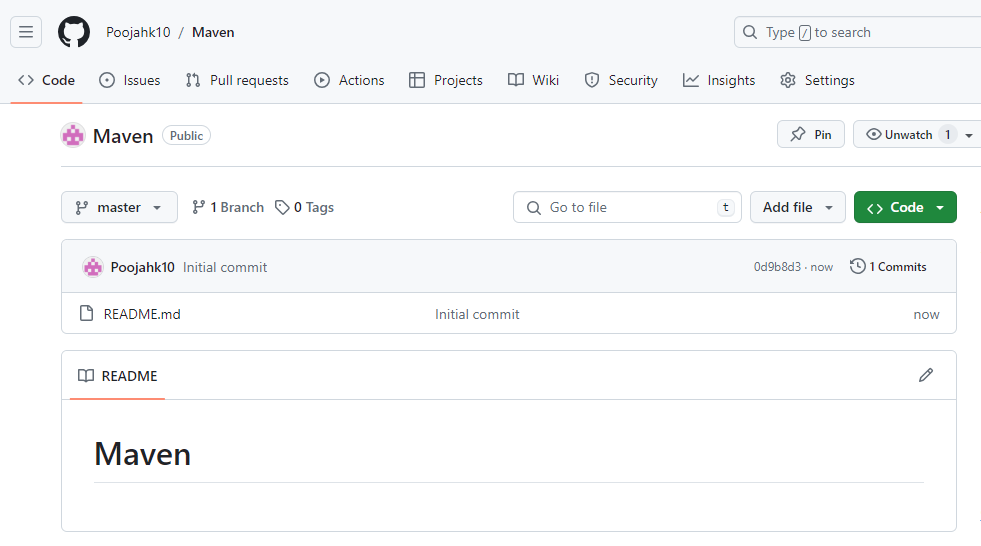 Poojahk10 / Maven
Type / to search
Code Issues Pull requests Actions Projects Wiki Security Insights Settings
Maven Public
Pin Unwatch 1
master 1 Branch 0 Tags Go to file t Add file Code
Poojahk10 Initial commit 0d9b8d3 · now 1 Commits
README.md Initial commit now
README
Maven